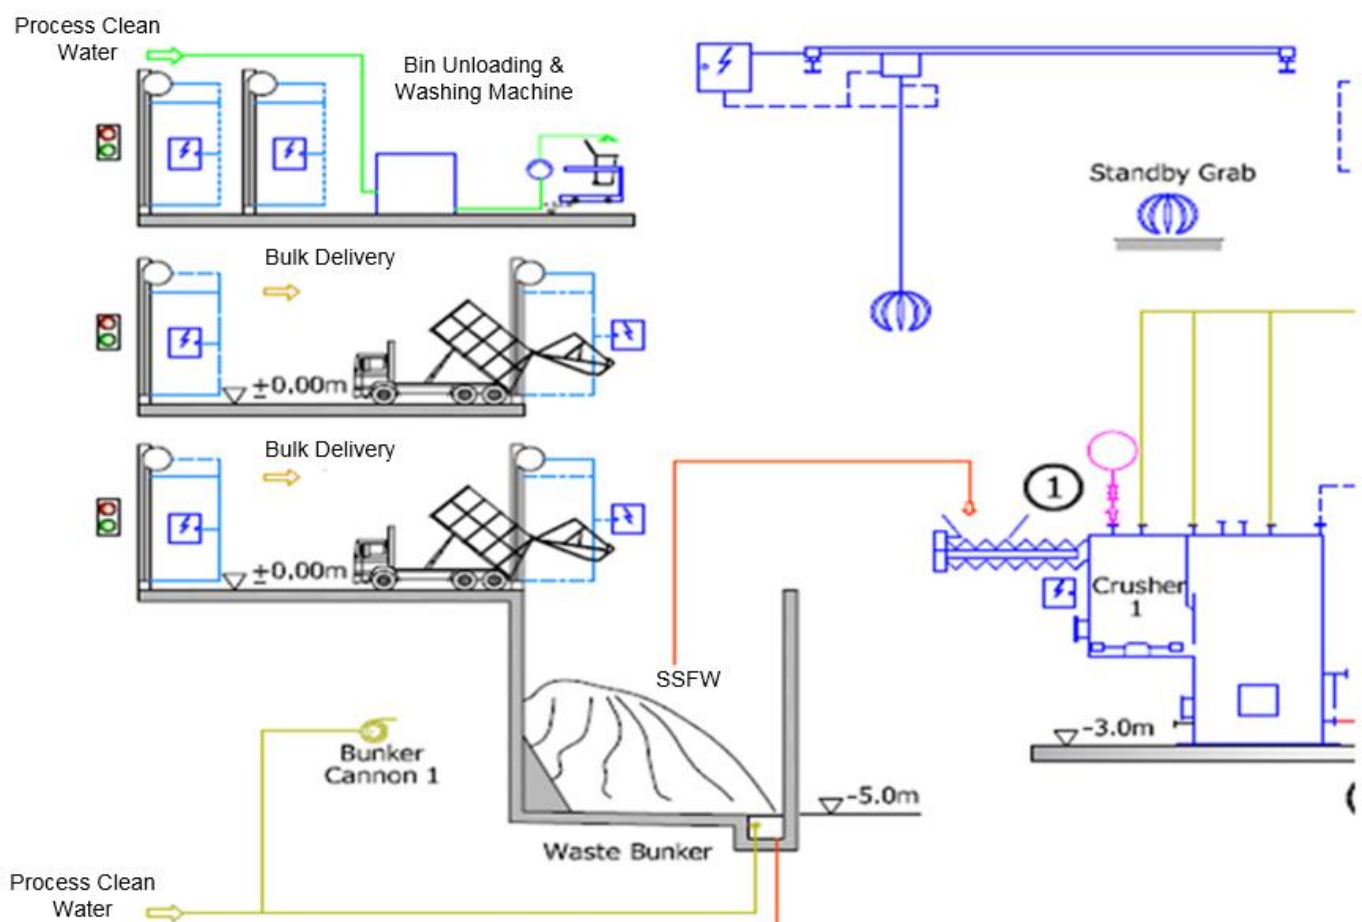 Process Clean
Water
Bin Unloading &
Washing Machine
Standby Grab
Bulk Delivery
±0.00m
Bulk Delivery
±0.00m
1
Crusher
1
SSFW
-3.0m
Bunker
Cannon 1
-5.0m
Waste Bunker
Process Clean
Water